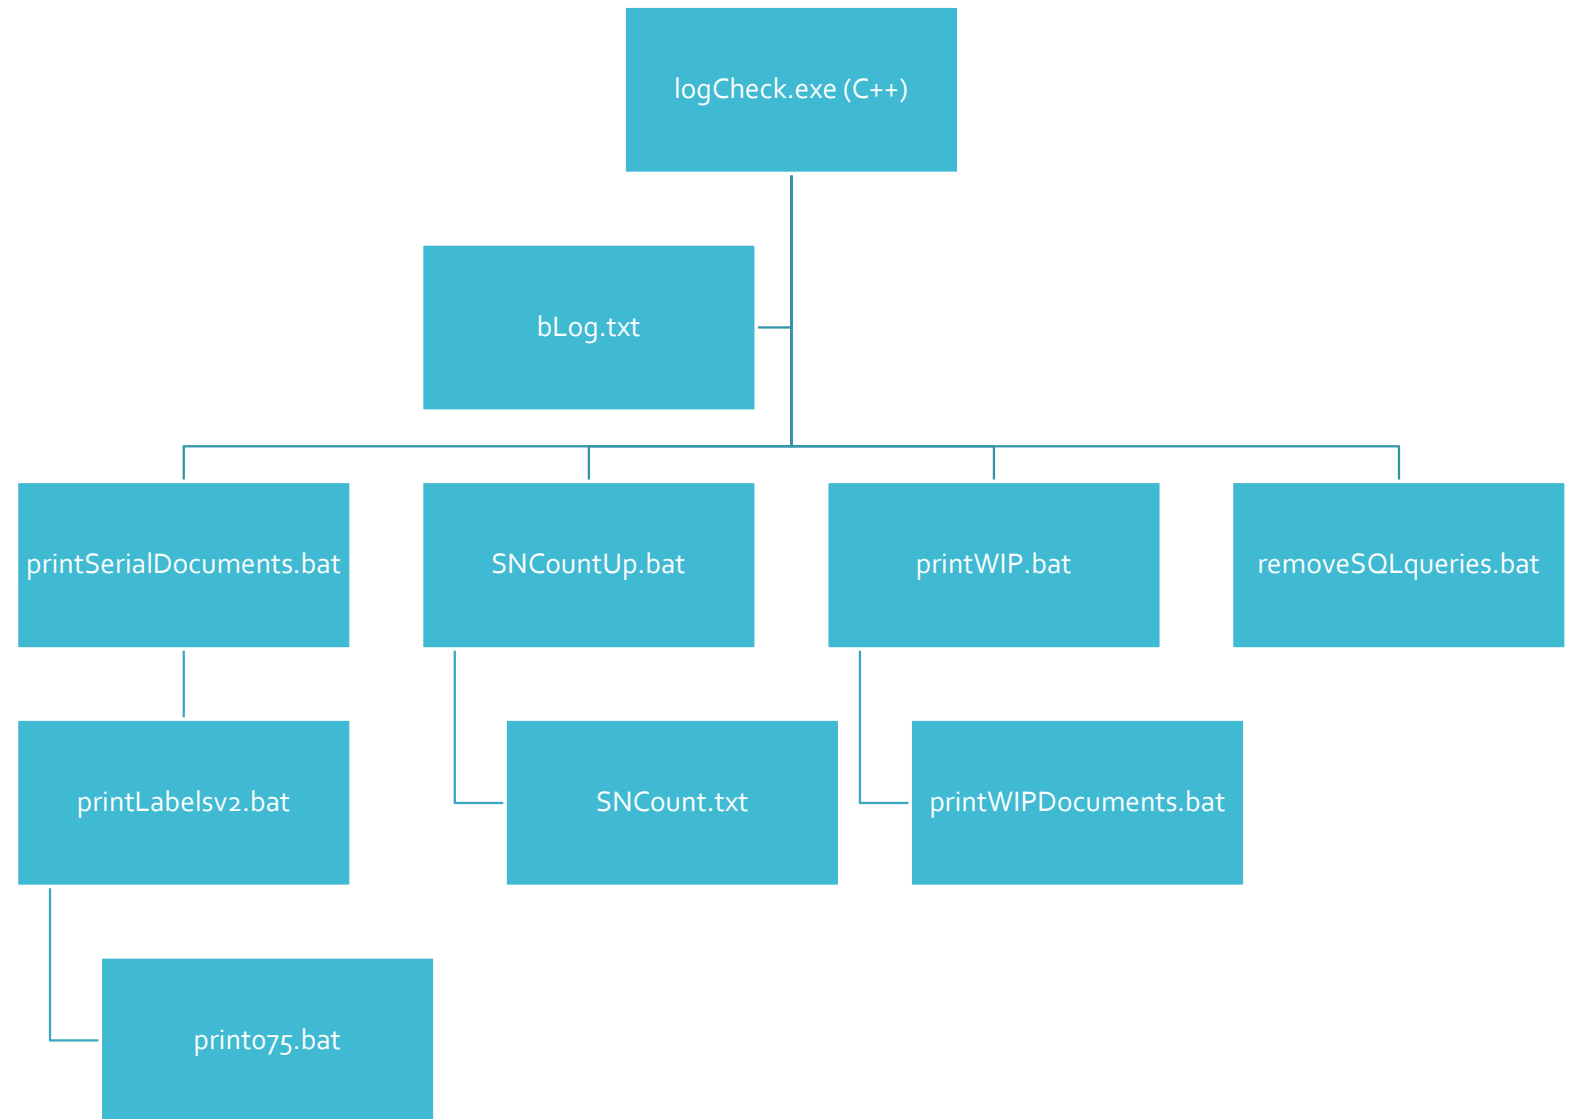 logCheck.exe (C++)
bLog.txt
printSerialDocuments.bat
SNCountUp.bat
printWIP.bat
removeSQLqueries.bat
printLabelsv2.bat
SNCount.txt
printWIPDocuments.bat
print075.bat